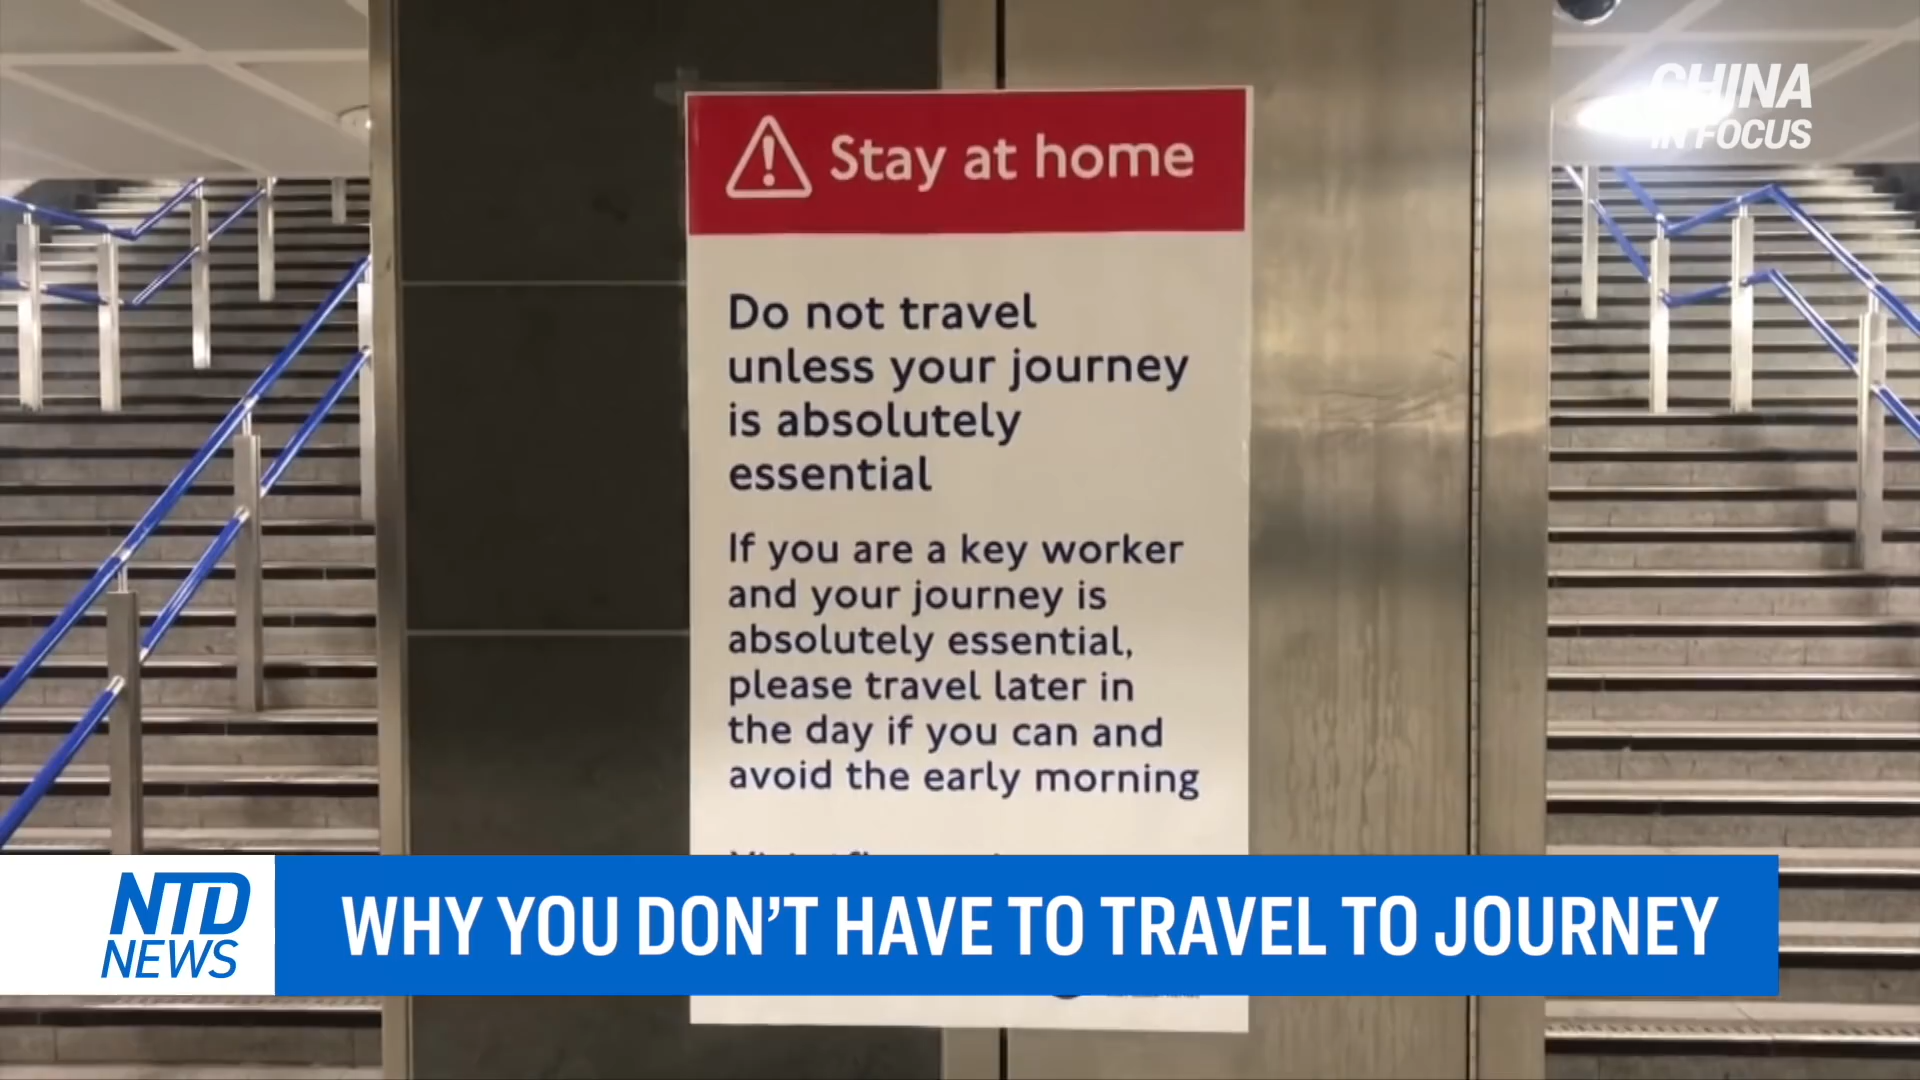 CHINA
IN FOCUS
Stay at home
Do not travel
unless your journey
is absolutely
essential
If you are a key worker
and your journey is
absolutely essential,
please travel later in
the day if you can and
avoid the early morning
NTD
NEWS
WHY YOU DON’T HAVE TO TRAVEL TO JOURNEY